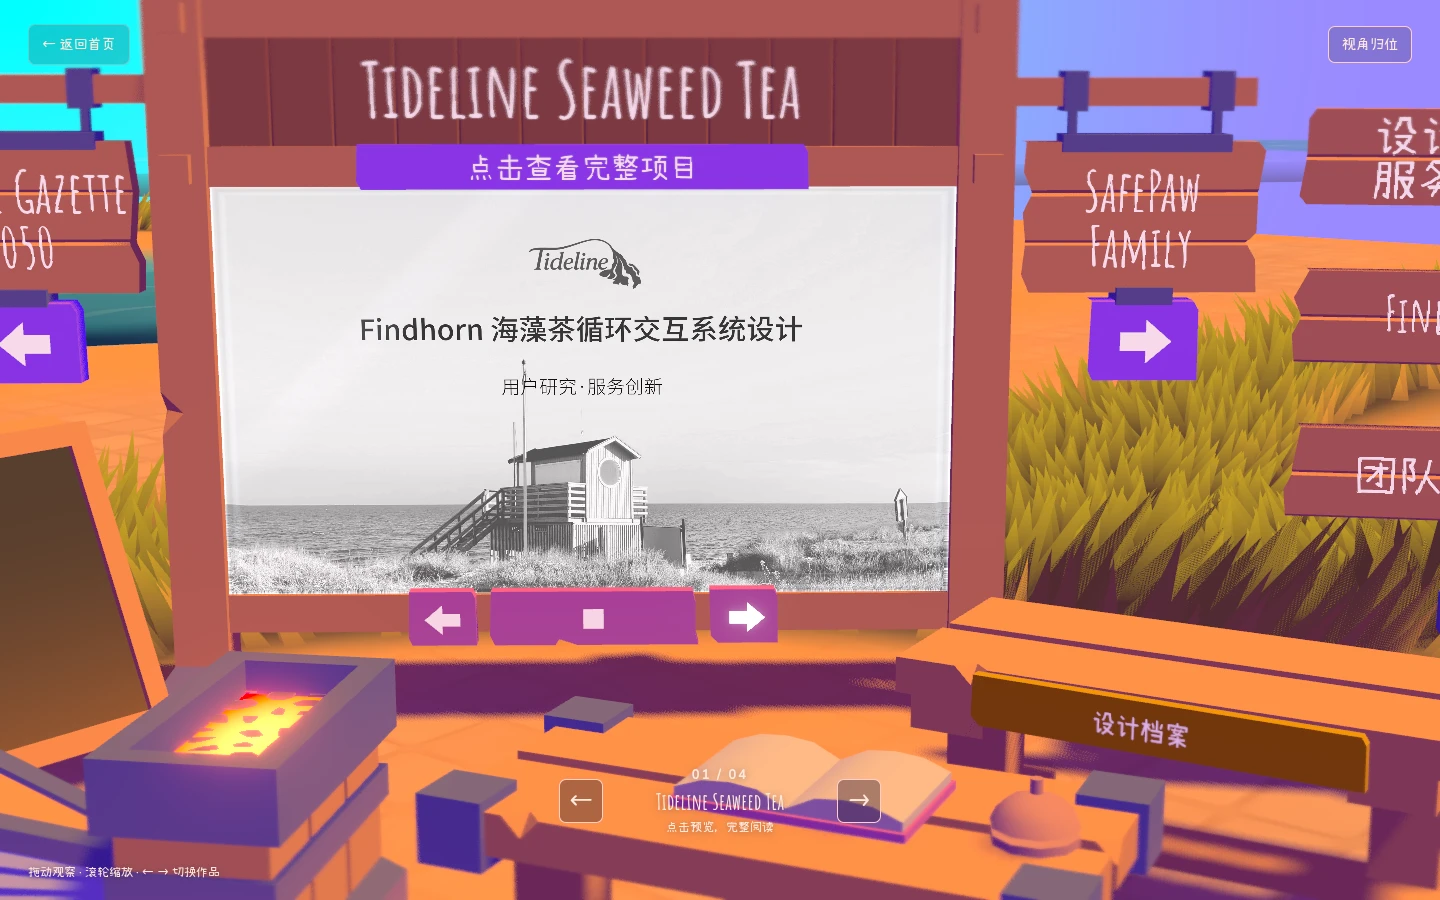 ← 返回首页
视角归位
TIDELINE SEAWEED TEA
点击查看完整项目
GAZETTE
SAFEPAW
FAMILY
Tideline
Findhorn 海藻茶循环交互系统设计
用户研究·服务创新
团队
设计档案
01 / 04
TIDELINE SEAWEED TEA
点击预览，完整阅读
拖动观察 · 滚轮缩放 · ← → 切换作品